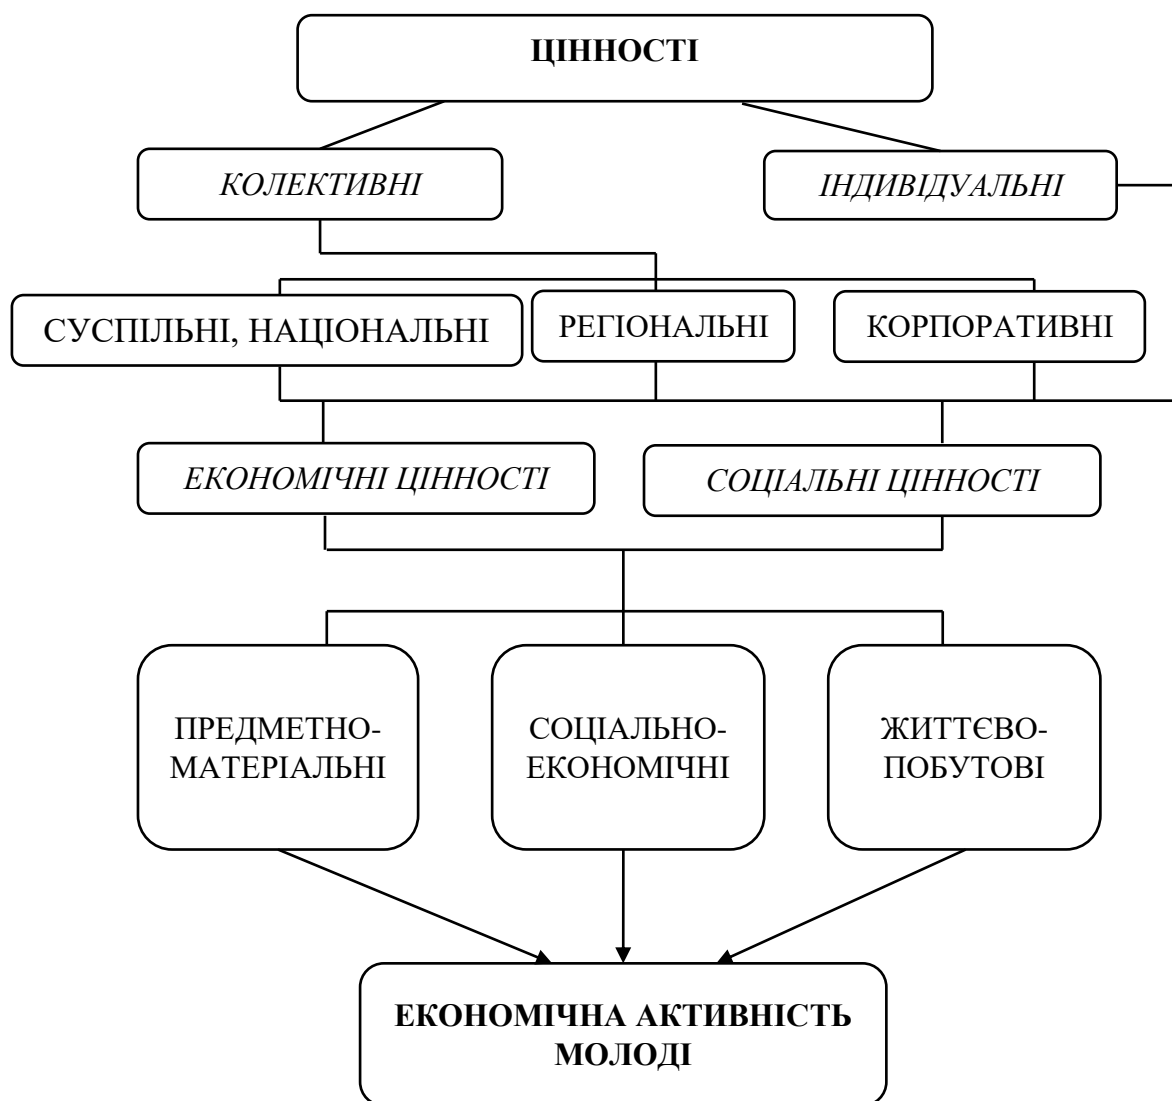 ЦІННОСТІ
КОЛЕКТИВНІ
ІНДИВІДУАЛЬНІ
СУСПІЛЬНІ, НАЦІОНАЛЬНІ
РЕГІОНАЛЬНІ
КОРПОРАТИВНІ
ЕКОНОМІЧНІ ЦІННОСТІ
СОЦІАЛЬНІ ЦІННОСТІ
ПРЕДМЕТНО-
МАТЕРІАЛЬНІ
СОЦІАЛЬНО-
ЕКОНОМІЧНІ
ЖИТТЄВО-
ПОБУТОВІ
ЕКОНОМІЧНА АКТИВНІСТЬ
МОЛОДІ